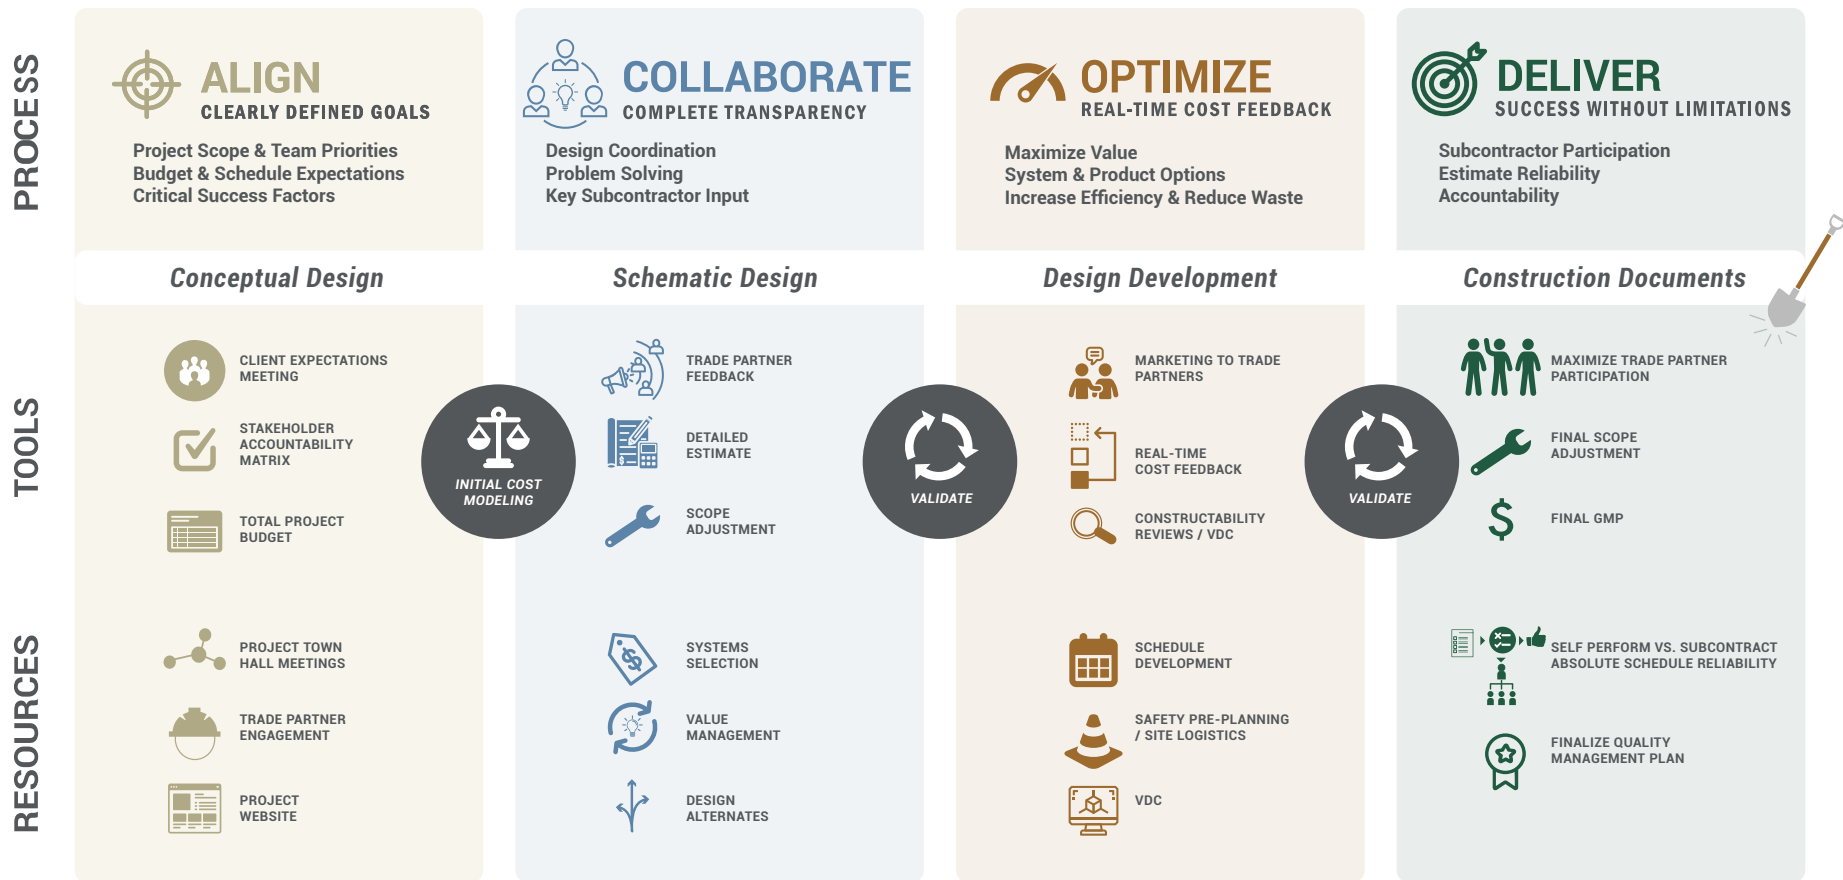 PROCESS
ALIGN
CLEARLY DEFINED GOALS
Project Scope & Team Priorities
Budget & Schedule Expectations
Critical Success Factors
COLLABORATE
COMPLETE TRANSPARENCY
Design Coordination
Problem Solving
Key Subcontractor Input
OPTIMIZE
REAL-TIME COST FEEDBACK
Maximize Value
System & Product Options
Increase Efficiency & Reduce Waste
DELIVER
SUCCESS WITHOUT LIMITATIONS
Subcontractor Participation
Estimate Reliability
Accountability
Conceptual Design
Schematic Design
Design Development
Construction Documents
TOOLS
CLIENT EXPECTATIONS
MEETING
STAKEHOLDER
ACCOUNTABILITY
MATRIX
TOTAL PROJECT
BUDGET
INITIAL COST
MODELING
TRADE PARTNER
FEEDBACK
DETAILED
ESTIMATE
SCOPE
ADJUSTMENT
VALIDATE
MARKETING TO TRADE
PARTNERS
REAL-TIME
COST FEEDBACK
CONSTRUCTABILITY
REVIEWS / VDC
VALIDATE
MAXIMIZE TRADE PARTNER
PARTICIPATION
FINAL SCOPE
ADJUSTMENT
FINAL GMP
RESOURCES
PROJECT TOWN
HALL MEETINGS
TRADE PARTNER
ENGAGEMENT
PROJECT
WEBSITE
SYSTEMS
SELECTION
VALUE
MANAGEMENT
DESIGN
ALTERNATES
SCHEDULE
DEVELOPMENT
SAFETY PRE-PLANNING
/ SITE LOGISTICS
VDC
SELF PERFORM VS. SUBCONTRACT
ABSOLUTE SCHEDULE RELIABILITY
FINALIZE QUALITY
MANAGEMENT PLAN